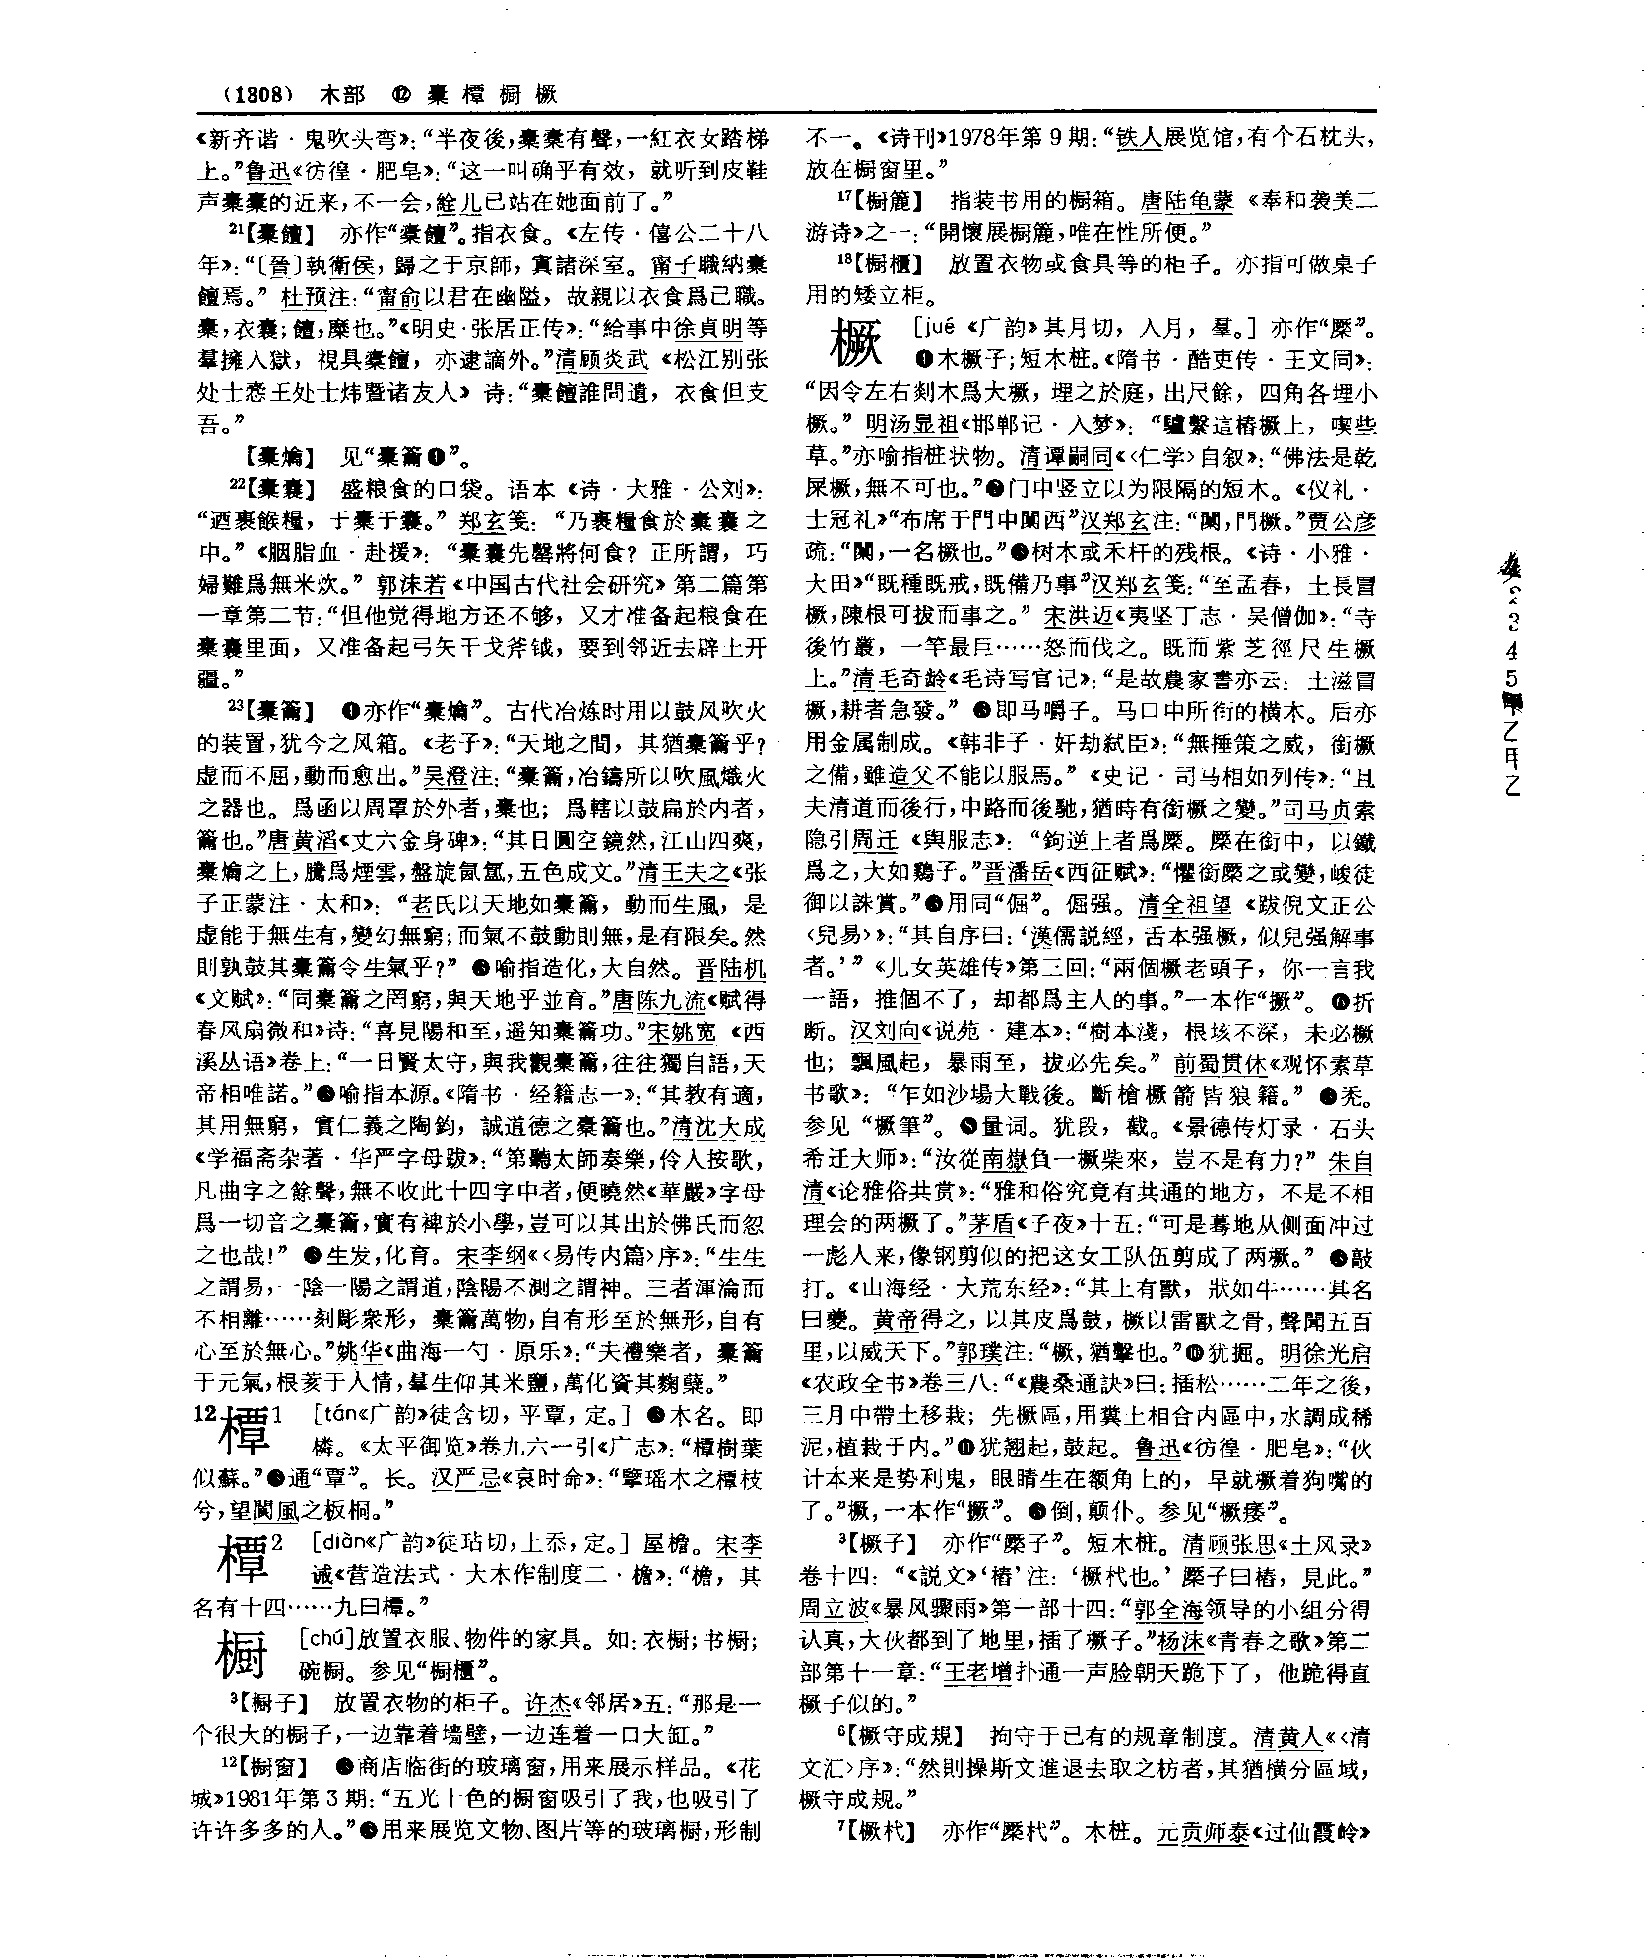 (1308) 木部 ⑫ 橐橝橱橛
《新齐谐·鬼吹头弯》:“半夜後,橐橐有聲,一紅衣女踏梯
上。”鲁迅《彷徨·肥皂》:“这一叫确乎有效,就听到皮鞋
声橐橐的近来,不一会,絟儿已站在她面前了。”
21【橐饘】 亦作“橐饘”。指衣食。《左传·僖公二十八
年》:“〔晉〕執衛侯,歸之于京師,寘諸深室。甯子職納橐
饘焉。” 杜预注:“甯俞以君在幽隘,故親以衣食爲己職。
橐,衣囊;饘,糜也。”《明史·张居正传》:“給事中徐貞明等
羣擁入獄,視具橐饘,亦逮謫外。”清顾炎武《松江别张
处士悫王处士炜暨诸友人》诗:“橐饘誰問遺,衣食但支
吾。”
【橐爚】 见“橐籥❶”。
22【橐囊】 盛粮食的口袋。语本《诗·大雅·公刘》:
“迺裹餱糧,于橐于囊。” 郑玄笺:“乃裹糧食於橐囊之
中。”《胭脂血·赴援》:“橐囊先罄將何食?正所謂,巧
婦難爲無米炊。” 郭沫若《中国古代社会研究》第二篇第
一章第二节:“但他觉得地方还不够,又才准备起粮食在
橐囊里面,又准备起弓矢干戈斧钺,要到邻近去辟土开
疆。”
23【橐籥】 ❶亦作“橐爚”。古代冶炼时用以鼓风吹火
的装置,犹今之风箱。《老子》:“天地之間,其猶橐籥乎?
虚而不屈,動而愈出。”吴澄注:“橐籥,冶鑄所以吹風熾火
之器也。爲函以周罩於外者,橐也;爲轄以鼓扇於内者,
籥也。”唐黄滔《丈六金身碑》:“其日圓空鏡然,江山四爽,
橐爚之上,騰爲煙雲,盤旋氤氲,五色成文。”清王夫之《张
子正蒙注·太和》:“老氏以天地如橐籥,動而生風,是
虚能于無生有,變幻無窮;而氣不鼓動則無,是有限矣。然
則孰鼓其橐籥令生氣乎?” ❷喻指造化,大自然。晋陆机
《文赋》:“同橐籥之罔窮,與天地乎並育。”唐陈九流《赋得
春风扇微和》诗:“喜見陽和至,遥知橐籥功。”宋姚宽《西
溪丛语》卷上:“一日賢太守,與我觀橐籥,往往獨自語,天
帝相唯諾。”❸喻指本源。《隋书·经籍志一》:“其教有適,
其用無窮,實仁義之陶鈞,誠道德之橐籥也。”清沈大成
《学福斋杂著·华严字母跋》:“第聽太師奏樂,伶人按歌,
凡曲字之餘聲,無不收此十四字中者,便曉然《華嚴》字母
爲一切音之橐籥,實有裨於小學,豈可以其出於佛氏而忽
之也哉!” ❹生发,化育。宋李纲《〈易传内篇〉序》:“生生
之謂易,一陰一陽之謂道,陰陽不測之謂神。三者渾淪而
不相離……刻彫衆形,橐籥萬物,自有形至於無形,自有
心至於無心。”姚华《曲海一勺·原乐》:“夫禮樂者,橐籥
于元氣,根荄于人情,羣生仰其米鹽,萬化資其麴蘖。”
12橝1 [tán《广韵》徒含切,平覃,定。] ❶木名。即
橉。《太平御览》卷九六一引《广志》:“橝樹葉
似蘇。”❷通“覃”。长。汉严忌《哀时命》:“擥瑶木之橝枝
兮,望閬風之板桐。”
橝2 [diàn《广韵》徒玷切,上忝,定。] 屋檐。宋李
诫《营造法式·大木作制度二·檐》:“檐,其
名有十四……九曰橝。”
橱 [chú]放置衣服、物件的家具。如:衣橱;书橱;
碗橱。参见“橱櫃”。
3【橱子】 放置衣物的柜子。许杰《邻居》五:“那是一
个很大的橱子,一边靠着墙壁,一边连着一口大缸。”
12【橱窗】 ❶商店临街的玻璃窗,用来展示样品。《花
城》1981年第3期:“五光十色的橱窗吸引了我,也吸引了
许许多多的人。”❷用来展览文物、图片等的玻璃橱,形制
不一。《诗刊》1978年第9期:“铁人展览馆,有个石枕头,
放在橱窗里。”
17【橱簏】 指装书用的橱箱。唐陆龟蒙《奉和袭美二
游诗》之一:“開懷展橱簏,唯在性所便。”
18【橱櫃】 放置衣物或食具等的柜子。亦指可做桌子
用的矮立柜。
橛 [jué《广韵》其月切,入月,羣。] 亦作“橜”。
❶木橛子;短木桩。《隋书·酷吏传·王文同》:
“因令左右剡木爲大橛,埋之於庭,出尺餘,四角各埋小
橛。” 明汤显祖《邯郸记·入梦》:“驢繫這樁橛上,喫些
草。”亦喻指桩状物。清谭嗣同《〈仁学〉自叙》:“佛法是乾
屎橛,無不可也。”❷门中竖立以为限隔的短木。《仪礼·
士冠礼》“布席于門中闑西”汉郑玄注:“闑,門橛。”贾公彦
疏:“闑,一名橛也。”❸树木或禾秆的残根。《诗·小雅·
大田》“既種既戒,既備乃事”汉郑玄笺:“至孟春,土長冒
橛,陳根可拔而事之。” 宋洪迈《夷坚丁志·吴僧伽》:“寺
後竹叢,一竿最巨……怒而伐之。既而紫芝徑尺生橛
上。”清毛奇龄《毛诗写官记》:“是故農家書亦云:土滋冒
橛,耕者急發。” ❹即马嚼子。马口中所衔的横木。后亦
用金属制成。《韩非子·奸劫弑臣》:“無捶策之威,銜橛
之備,雖造父不能以服馬。”《史记·司马相如列传》:“且
夫清道而後行,中路而後馳,猶時有銜橛之變。”司马贞索
隐引周迁《舆服志》:“鉤逆上者爲橜。橜在銜中,以鐵
爲之,大如鷄子。”晋潘岳《西征赋》:“懼銜橜之或變,峻徒
御以誅賞。”❺用同“倔”。倔强。清全祖望《跋倪文正公
〈兒易〉》:“其自序曰:‘漢儒説經,舌本强橛,似兒强解事
者。’”《儿女英雄传》第三回:“兩個橛老頭子,你一言我
一語,推個不了,却都爲主人的事。”一本作“撅”。 ❻折
断。汉刘向《说苑·建本》:“樹本淺,根垓不深,未必橛
也;飄風起,暴雨至,拔必先矣。” 前蜀贯休《观怀素草
书歌》:“乍如沙場大戰後。斷槍橛箭皆狼籍。” ❼秃。
参见“橛筆”。❽量词。犹段,截。《景德传灯录·石头
希迁大师》:“汝從南嶽負一橛柴來,豈不是有力?” 朱自
清《论雅俗共赏》:“雅和俗究竟有共通的地方,不是不相
理会的两橛了。”茅盾《子夜》十五:“可是蓦地从侧面冲过
一彪人来,像钢剪似的把这女工队伍剪成了两橛。” ❾敲
打。《山海经·大荒东经》:“其上有獸,狀如牛……其名
曰夔。黄帝得之,以其皮爲鼓,橛以雷獸之骨,聲聞五百
里,以威天下。”郭璞注:“橛,猶擊也。”❿犹掘。明徐光启
《农政全书》卷三八:“《農桑通訣》曰:插松……二年之後,
三月中帶土移栽;先橛區,用糞土相合内區中,水調成稀
泥,植栽于内。”⓫犹翘起,鼓起。鲁迅《彷徨·肥皂》:“伙
计本来是势利鬼,眼睛生在额角上的,早就橛着狗嘴的
了。”橛,一本作“撅”。⓬倒,颠仆。参见“橛痿”。
3【橛子】 亦作“橜子”。短木桩。清顾张思《土风录》
卷十四:“《説文》‘樁’注:‘橛杙也。’橜子曰樁,見此。”
周立波《暴风骤雨》第一部十四:“郭全海领导的小组分得
认真,大伙都到了地里,插了橛子。”杨沫《青春之歌》第二
部第十一章:“王老增扑通一声脸朝天跪下了,他跪得直
橛子似的。”
6【橛守成規】 拘守于已有的规章制度。清黄人《〈清
文汇〉序》:“然則操斯文進退去取之枋者,其猶横分區域,
橛守成规。”
7【橛杙】 亦作“橜杙”。木桩。元贡师泰《过仙霞岭》